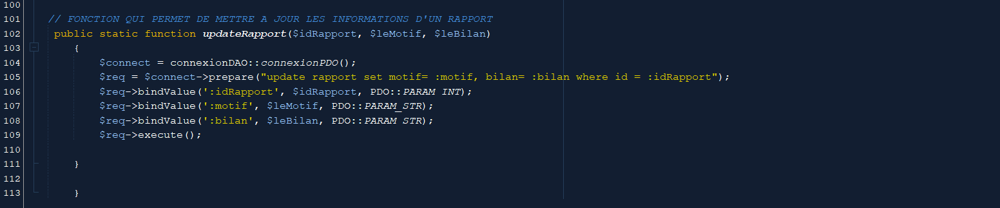 100
101 // FONCTION QUI PERMET DE METTRE A JOUR LES INFORMATIONS D'UN RAPPORT
102 public static function updateRapport($idRapport, $leMotif, $leBilan)
103 {
104 $connect = connexionDAO::connexionPDO();
105 $req = $connect->prepare("update rapport set motif= :motif, bilan= :bilan where id = :idRapport");
106 $req->bindValue(':idRapport', $idRapport, PDO::PARAM_INT);
107 $req->bindValue(':motif', $leMotif, PDO::PARAM_STR);
108 $req->bindValue(':bilan', $leBilan, PDO::PARAM_STR);
109 $req->execute();
110
111 }
112
113 }